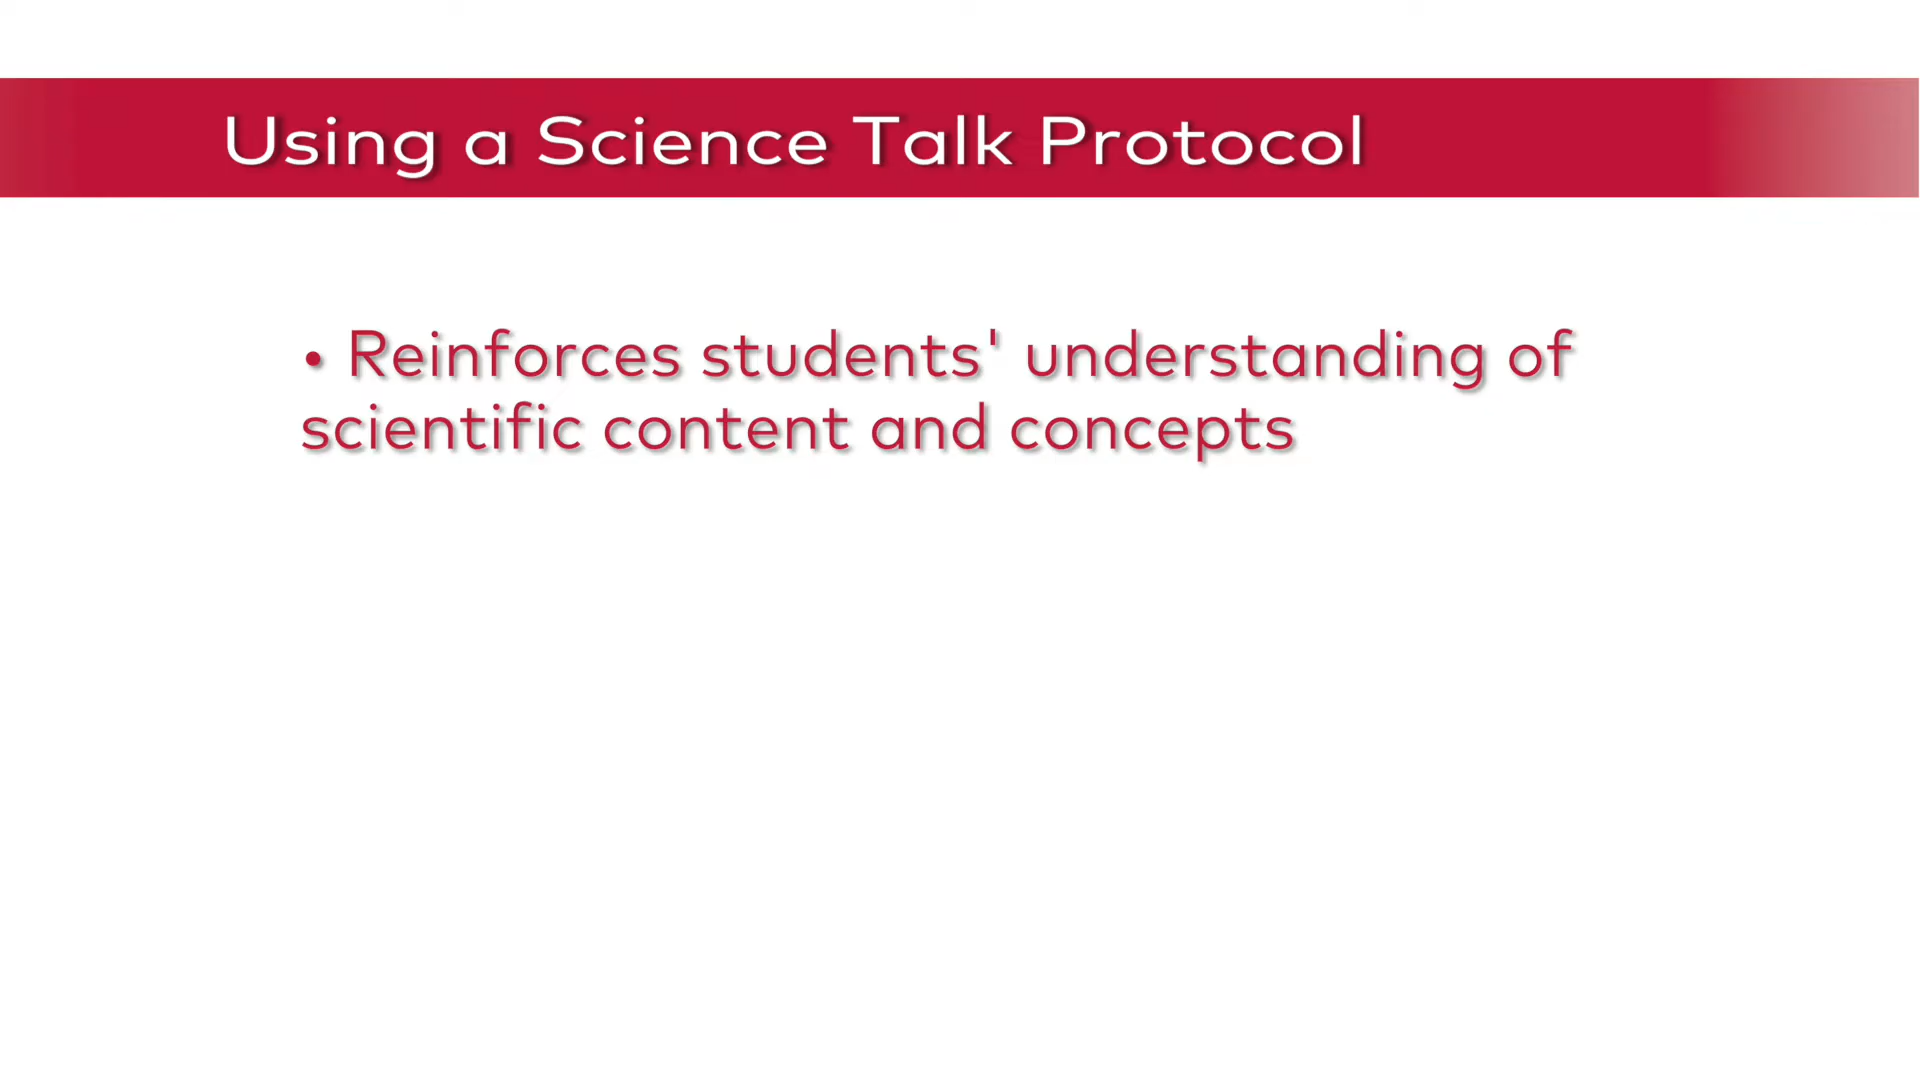 Using a Science Talk Protocol
• Reinforces students' understanding of
scientific content and concepts